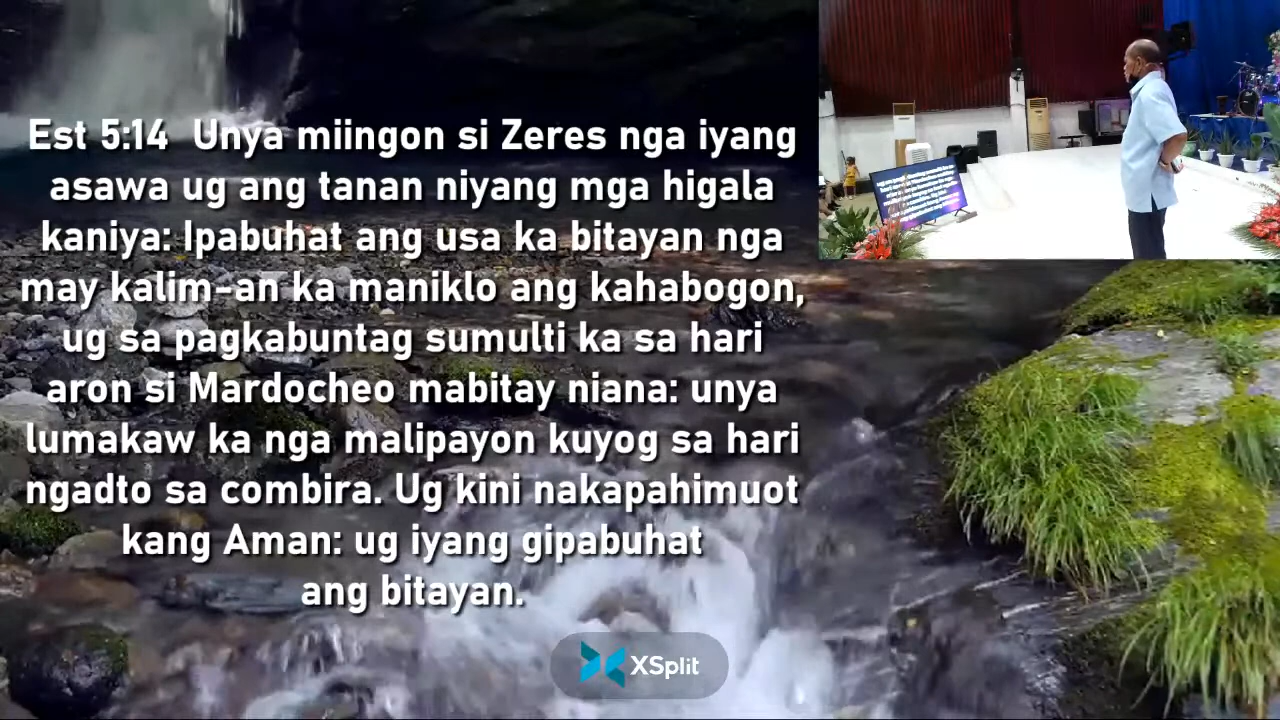 Est 5:14 Unya miingon si Zeres nga iyang
asawa ug ang tanan niyang mga higala
kaniya: Ipabuhat ang usa ka bitayan nga
may kalim-an ka maniklo ang kahabogon,
ug sa pagkabuntag sumulti ka sa hari
aron si Mardocheo mabitay niana: unya
lumakaw ka nga malipayon kuyog sa hari
ngadto sa combira. Ug kini nakapahimuot
kang Aman: ug iyang gipabuhat
ang bitayan.
XSplit